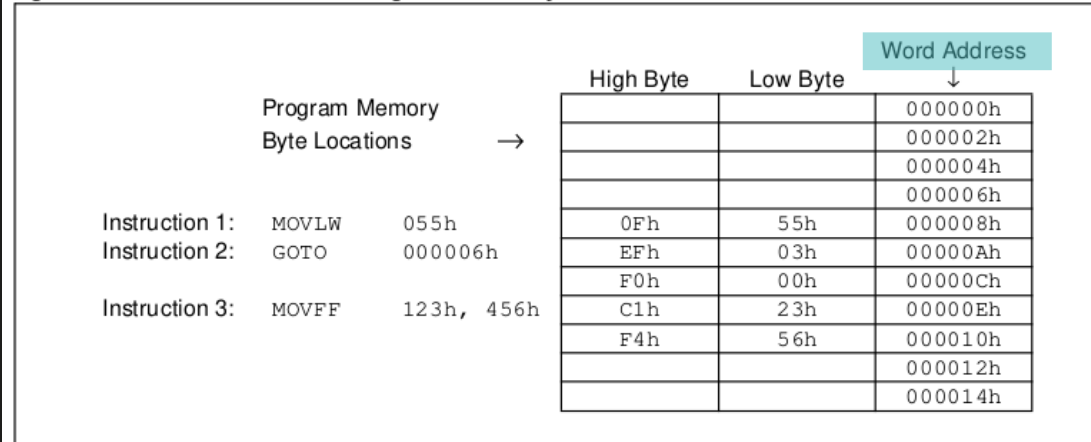 Word Address
High Byte Low Byte ↓
Program Memory 000000h
Byte Locations → 000002h
000004h
000006h
Instruction 1: MOVLW 055h 0Fh 55h 000008h
Instruction 2: GOTO 000006h EFh 03h 00000Ah
F0h 00h 00000Ch
Instruction 3: MOVFF 123h, 456h C1h 23h 00000Eh
F4h 56h 000010h
000012h
000014h